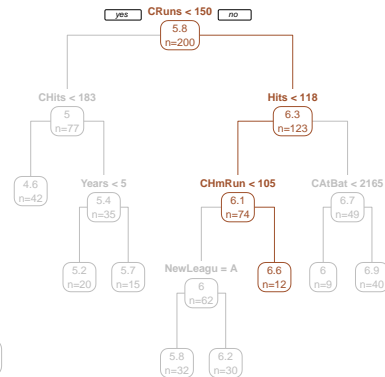 yes CRuns < 150 no
5.8
n=200
CHits < 183 Hits < 118
5 6.3
n=77 n=123
4.6 Years < 5 CHmRun < 105 CAtBat < 2165
n=42 5.4 6.1 6.7
n=35 n=74 n=49
5.2 5.7 NewLeagu = A 6.6 6 6.9
n=20 n=15 6 n=12 n=9 n=40
n=62
5.8 6.2
n=32 n=30